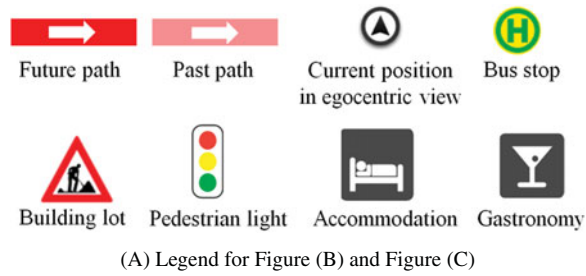 Future path Past path Current position in egocentric view Bus stop
H
Building lot Pedestrian light Accommodation Gastronomy
(A) Legend for Figure (B) and Figure (C)